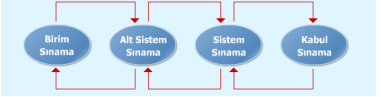 Birim
Sınama
Alt Sistem
Sınama
Sistem
Sınama
Kabul
Sınama